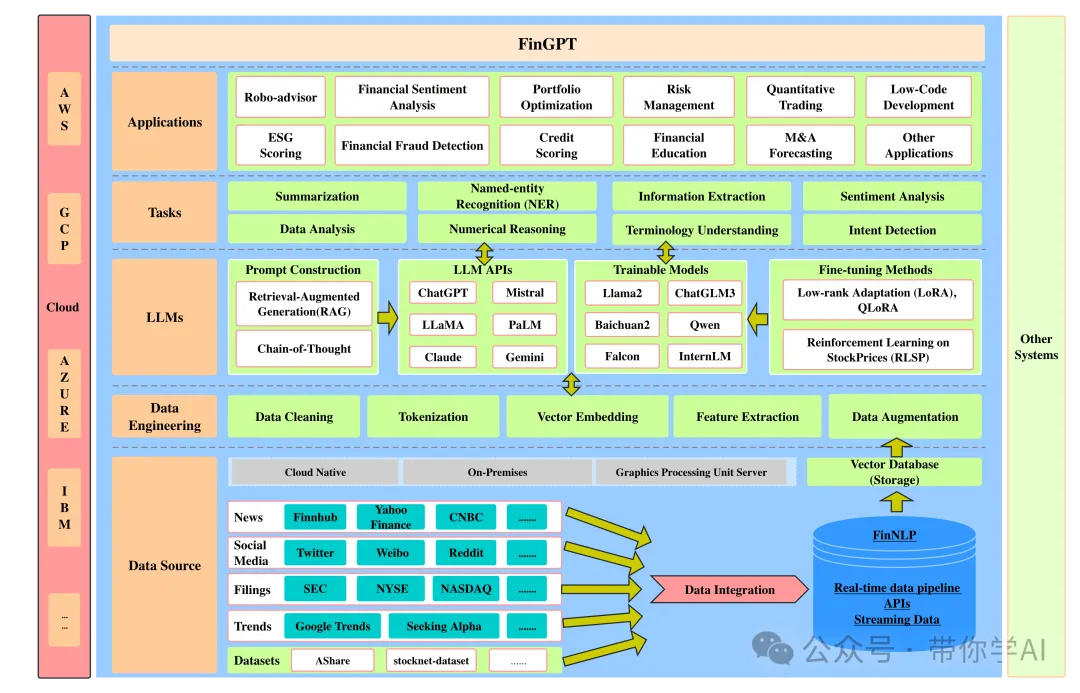 FinGPT
AWS
GCP
Cloud
AZURE
IBM
...
...
Applications
Robo-advisor
Financial Sentiment
Analysis
Portfolio
Optimization
Risk
Management
Quantitative
Trading
Low-Code
Development
ESG
Scoring
Financial Fraud Detection
Credit
Scoring
Financial
Education
M&A
Forecasting
Other
Applications
Tasks
Summarization
Named-entity
Recognition (NER)
Information Extraction
Sentiment Analysis
Data Analysis
Numerical Reasoning
Terminology Understanding
Intent Detection
LLMs
Prompt Construction
Retrieval-Augmented
Generation(RAG)
Chain-of-Thought
LLM APIs
ChatGPT
Mistral
LLaMA
PaLM
Claude
Gemini
Trainable Models
Llama2
ChatGLM3
Baichuan2
Qwen
Falcon
InternLM
Fine-tuning Methods
Low-rank Adaptation (LoRA),
QLoRA
Reinforcement Learning on
StockPrices (RLSP)
Data
Engineering
Data Cleaning
Tokenization
Vector Embedding
Feature Extraction
Data Augmentation
Data Source
Cloud Native
On-Premises
Graphics Processing Unit Server
Vector Database
(Storage)
News
Finnhub
Yahoo
Finance
CNBC
.......
Social
Media
Twitter
Weibo
Reddit
.......
Filings
SEC
NYSE
NASDAQ
.......
Trends
Google Trends
Seeking Alpha
.......
Datasets
AShare
stocknet-dataset
......
Data Integration
FinNLP
Real-time data pipeline
APIs
Streaming Data
Other
Systems
公众号 · 带你学AI